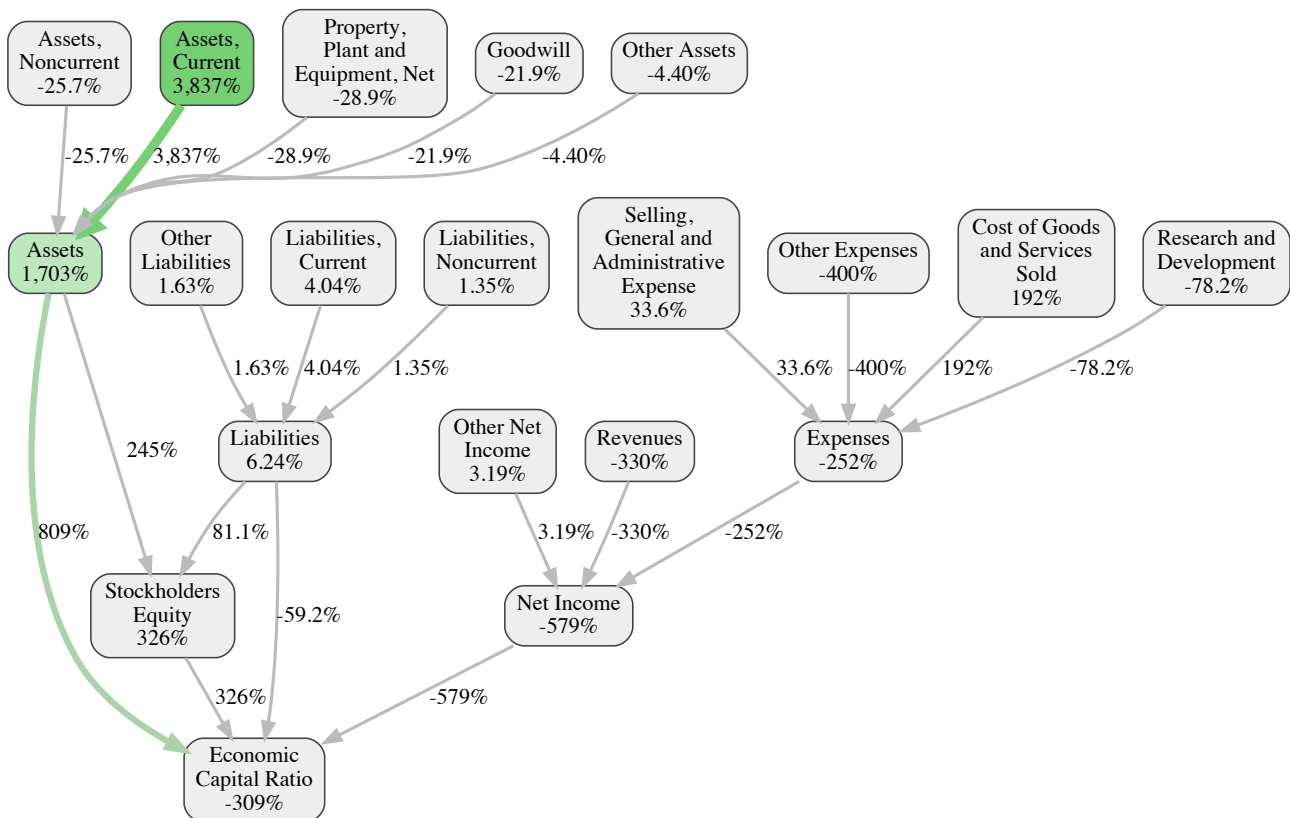 Assets,
Noncurrent
-25.7%
Assets,
Current
3,837%
Property,
Plant and
Equipment, Net
-28.9%
Goodwill
-21.9%
Other Assets
-4.40%
-25.7%
3,837%
-28.9%
-21.9%
-4.40%
Assets
1,703%
Other
Liabilities
1.63%
Liabilities,
Current
4.04%
Liabilities,
Noncurrent
1.35%
Selling,
General and
Administrative
Expense
33.6%
Other Expenses
-400%
Cost of Goods
and Services
Sold
192%
Research and
Development
-78.2%
1.63%
4.04%
1.35%
33.6%
-400%
192%
-78.2%
245%
Liabilities
6.24%
Other Net
Income
3.19%
Revenues
-330%
Expenses
-252%
809%
81.1%
3.19%
-330%
-252%
Stockholders
Equity
326%
-59.2%
Net Income
-579%
326%
-579%
Economic
Capital Ratio
-309%